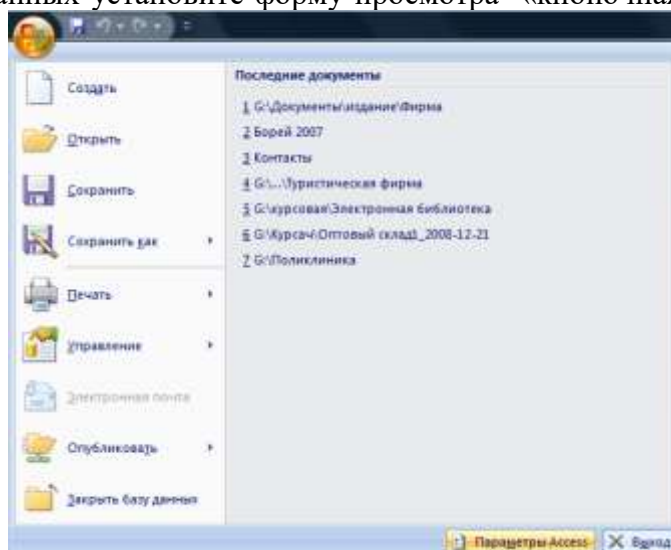 данных установите форму просмотра «кнопочная
Последние документы
Создать
1 G:\Документы\издание\Фирма
2 Борей 2007
Открыть
3 Контакты
4 G:\...\Туристическая фирма
Сохранить
5 G:\курсовая\Электронная библиотека
Сохранить как
6 G:\Курсач\Оптовый склад1_2008-12-21
7 G:\Поликлиника
Печать
Управление
Электронная почта
Опубликовать
Закрыть базу данных
Параметры Access
Выход